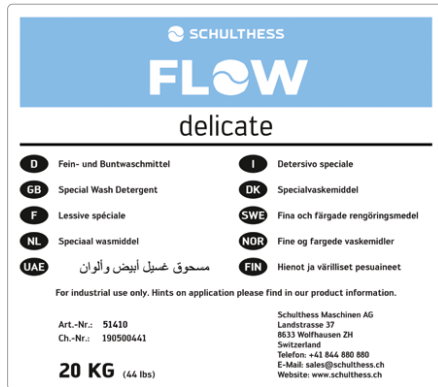 SCHULTHESS
FLOW
delicate
D Fein- und Buntwaschmittel
GB Special Wash Detergent
F Lessive spéciale
NL Speciaal wasmiddel
UAE مسحوق غسيل أبيض وألوان
I Detersivo speciale
DK Specialvaskemiddel
SWE Fina och färgade rengöringsmedel
NOR Fine og fargede vaskemidler
FIN Hienot ja värilliset pesuaineet
For industrial use only. Hints on application please find in our product information.
Art.-Nr.: 51410
Ch.-Nr.: 190500441
20 KG (44 lbs)
Schulthess Maschinen AG
Landstrasse 37
8633 Wolfhausen ZH
Switzerland
Telefon: +41 844 880 880
E-Mail: sales@schulthess.ch
Website: www.schulthess.ch